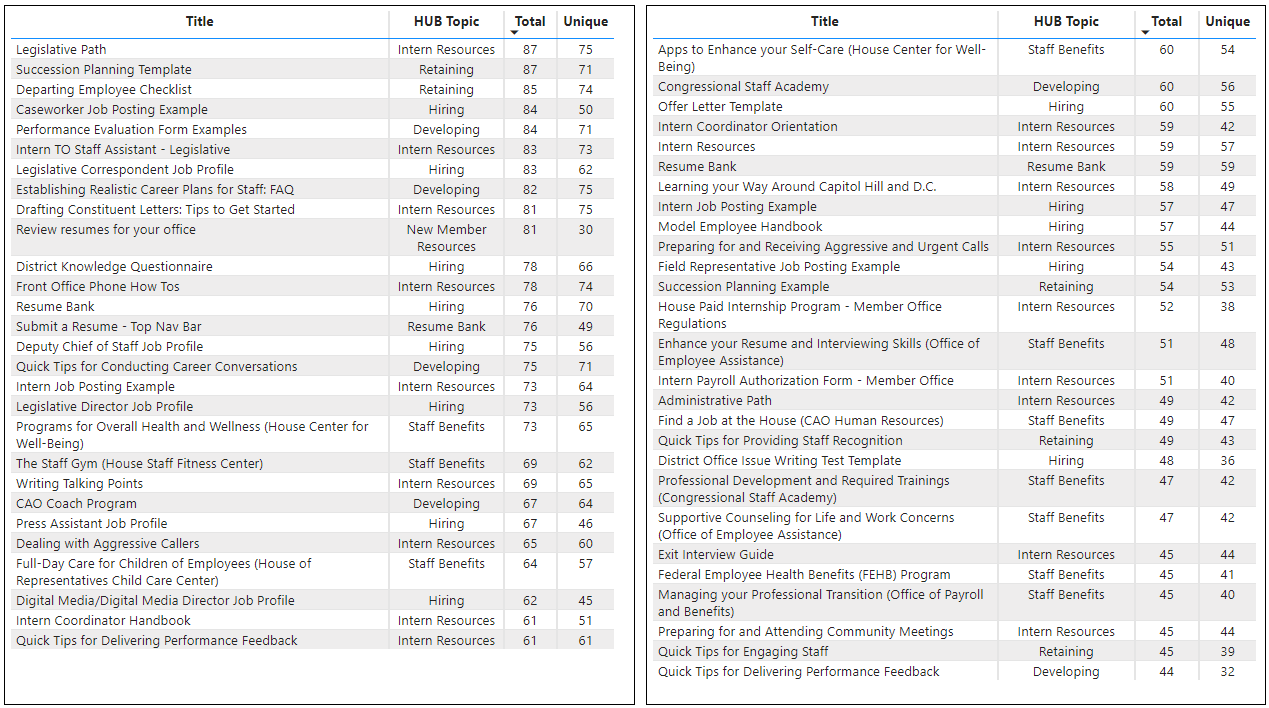 Title HUB Topic Total Unique
Legislative Path Intern Resources 87 75
Succession Planning Template Retaining 87 71
Departing Employee Checklist Retaining 85 74
Caseworker Job Posting Example Hiring 84 50
Performance Evaluation Form Examples Developing 84 71
Intern TO Staff Assistant - Legislative Intern Resources 83 73
Legislative Correspondent Job Profile Hiring 83 62
Establishing Realistic Career Plans for Staff: FAQ Developing 82 75
Drafting Constituent Letters: Tips to Get Started Intern Resources 81 75
Review resumes for your office New Member 81 30
Resources
District Knowledge Questionnaire Hiring 78 66
Front Office Phone How Tos Intern Resources 78 74
Resume Bank Hiring 76 70
Submit a Resume - Top Nav Bar Resume Bank 76 49
Deputy Chief of Staff Job Profile Hiring 75 56
Quick Tips for Conducting Career Conversations Developing 75 71
Intern Job Posting Example Intern Resources 73 64
Legislative Director Job Profile Hiring 73 56
Programs for Overall Health and Wellness (House Center for Staff Benefits 73 65
Well-Being)
The Staff Gym (House Staff Fitness Center) Staff Benefits 69 62
Writing Talking Points Intern Resources 69 65
CAO Coach Program Developing 67 64
Press Assistant Job Profile Hiring 67 46
Dealing with Aggressive Callers Intern Resources 65 60
Full-Day Care for Children of Employees (House of Staff Benefits 64 57
Representatives Child Care Center)
Digital Media/Digital Media Director Job Profile Hiring 62 45
Intern Coordinator Handbook Intern Resources 61 51
Quick Tips for Delivering Performance Feedback Intern Resources 61 61
Title HUB Topic Total Unique
Apps to Enhance your Self-Care (House Center for Well- Staff Benefits 60 54
Being)
Congressional Staff Academy Developing 60 56
Offer Letter Template Hiring 60 55
Intern Coordinator Orientation Intern Resources 59 42
Intern Resources Intern Resources 59 57
Resume Bank Resume Bank 59 59
Learning your Way Around Capitol Hill and D.C. Intern Resources 58 49
Intern Job Posting Example Hiring 57 47
Model Employee Handbook Hiring 57 44
Preparing for and Receiving Aggressive and Urgent Calls Intern Resources 55 51
Field Representative Job Posting Example Hiring 54 43
Succession Planning Example Retaining 54 53
House Paid Internship Program - Member Office Intern Resources 52 38
Regulations
Enhance your Resume and Interviewing Skills (Office of Staff Benefits 51 48
Employee Assistance)
Intern Payroll Authorization Form - Member Office Intern Resources 51 40
Administrative Path Intern Resources 49 42
Find a Job at the House (CAO Human Resources) Staff Benefits 49 47
Quick Tips for Providing Staff Recognition Retaining 49 43
District Office Issue Writing Test Template Hiring 48 36
Professional Development and Required Trainings Staff Benefits 47 42
(Congressional Staff Academy)
Supportive Counseling for Life and Work Concerns Staff Benefits 47 42
(Office of Employee Assistance)
Exit Interview Guide Intern Resources 45 44
Federal Employee Health Benefits (FEHB) Program Staff Benefits 45 41
Managing your Professional Transition (Office of Payroll Staff Benefits 45 40
and Benefits)
Preparing for and Attending Community Meetings Intern Resources 45 44
Quick Tips for Engaging Staff Retaining 45 39
Quick Tips for Delivering Performance Feedback Developing 44 32